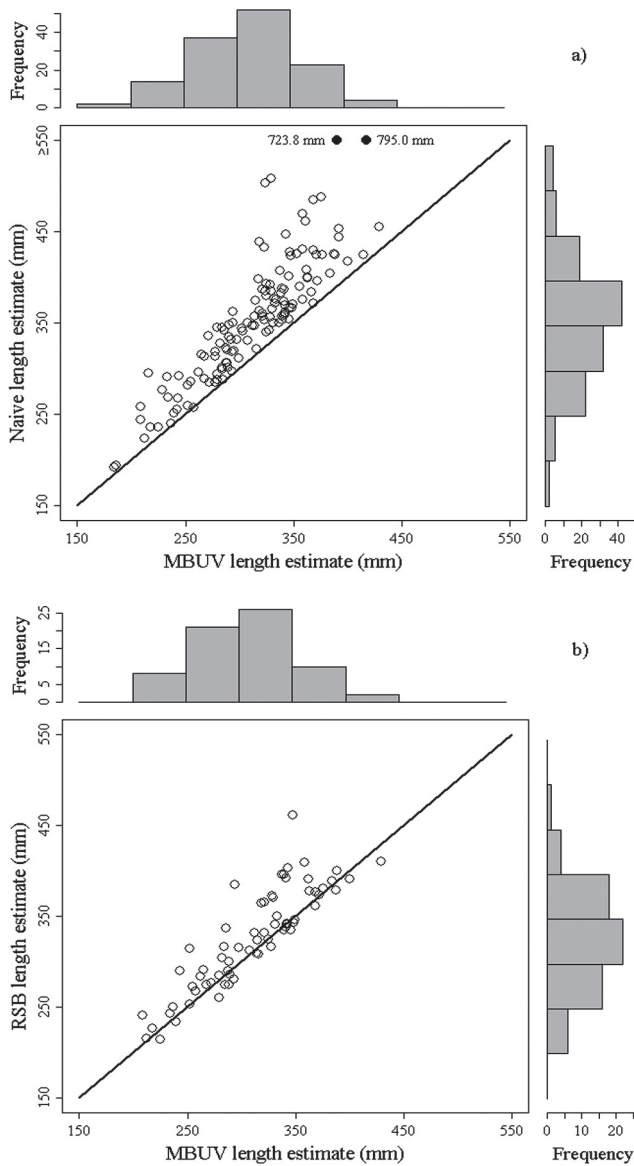 Frequency
0
20
40
a)
723.8 mm
795.0 mm
Naive length estimate (mm)
150
250
350
450
≥550
150
250
350
450
550
MBUV length estimate (mm)
0
20
40
Frequency
Frequency
0
5
15
25
b)
RSB length estimate (mm)
150
250
350
450
550
150
250
350
450
550
MBUV length estimate (mm)
0
10
20
Frequency